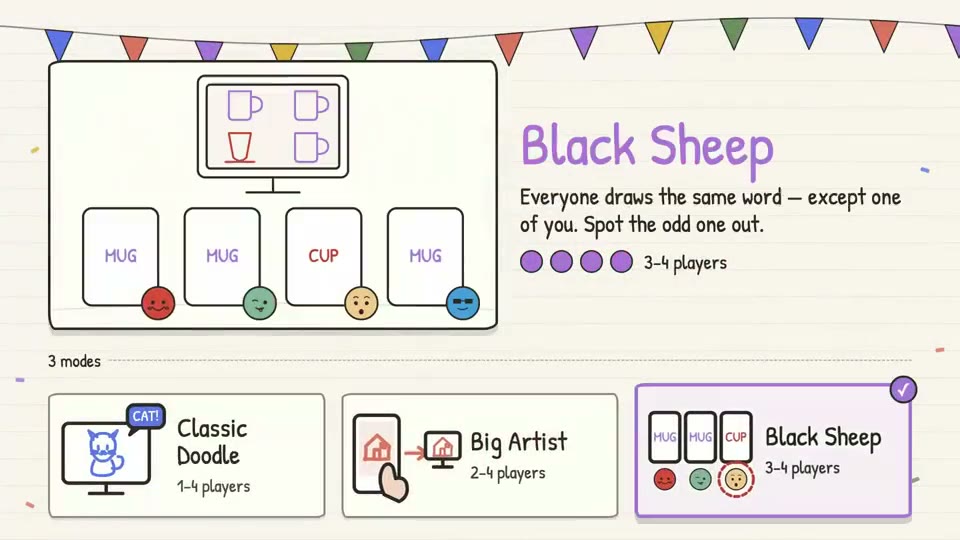 MUG
MUG
CUP
MUG
Black Sheep
Everyone draws the same word — except one
of you. Spot the odd one out.
3–4 players
3 modes
CAT!
Classic
Doodle
1–4 players
Big Artist
2–4 players
MUG
MUG
CUP
Black Sheep
3–4 players